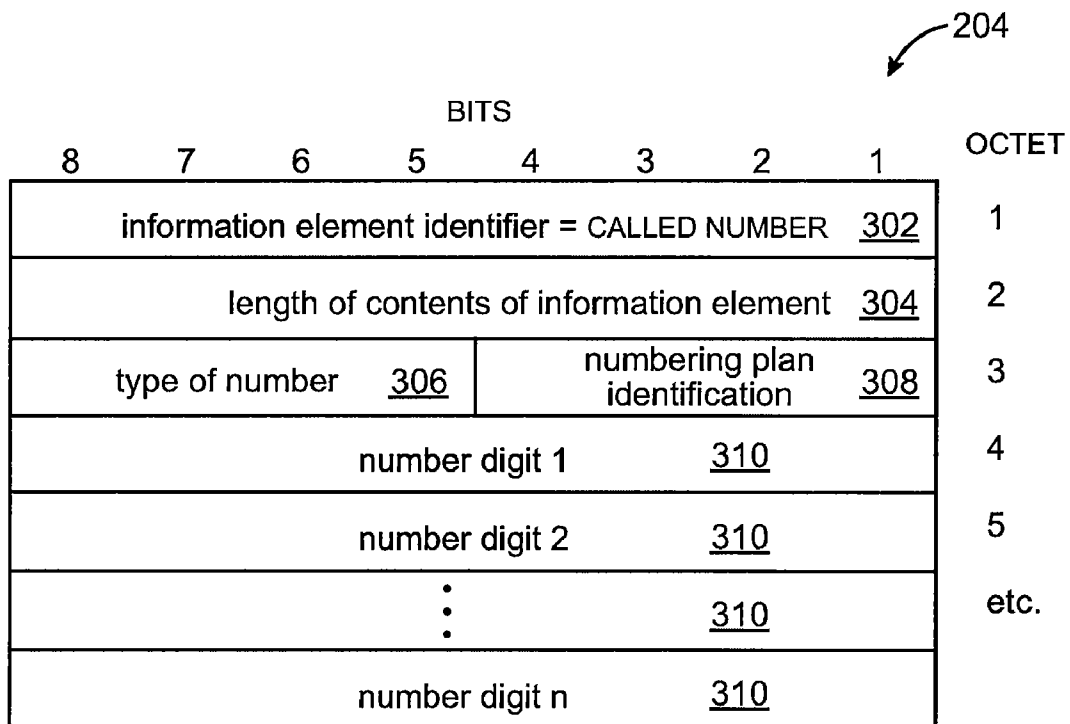 204
BITS
8 7 6 5 4 3 2 1 OCTET
information element identifier = CALLED NUMBER 302 1
length of contents of information element 304 2
type of number 306 numbering plan identification 308 3
number digit 1 310 4
number digit 2 310 5
310 etc.
number digit n 310